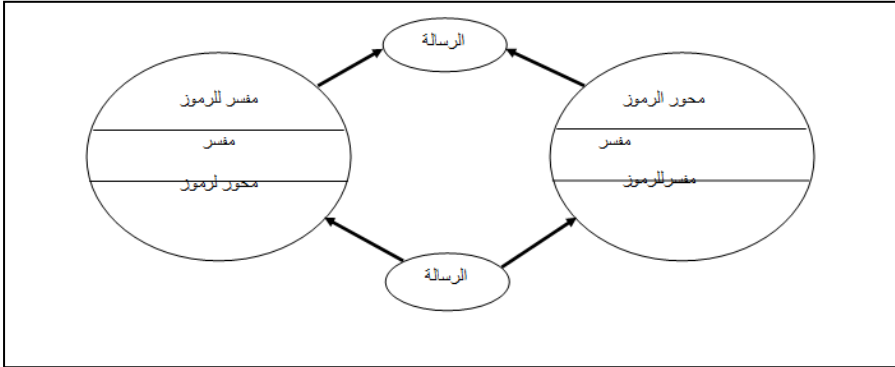 الرسالة
محور الرموز
مفسر
مفسرللرموز
مفسر للرموز
مفسر
محور لرموز
الرسالة